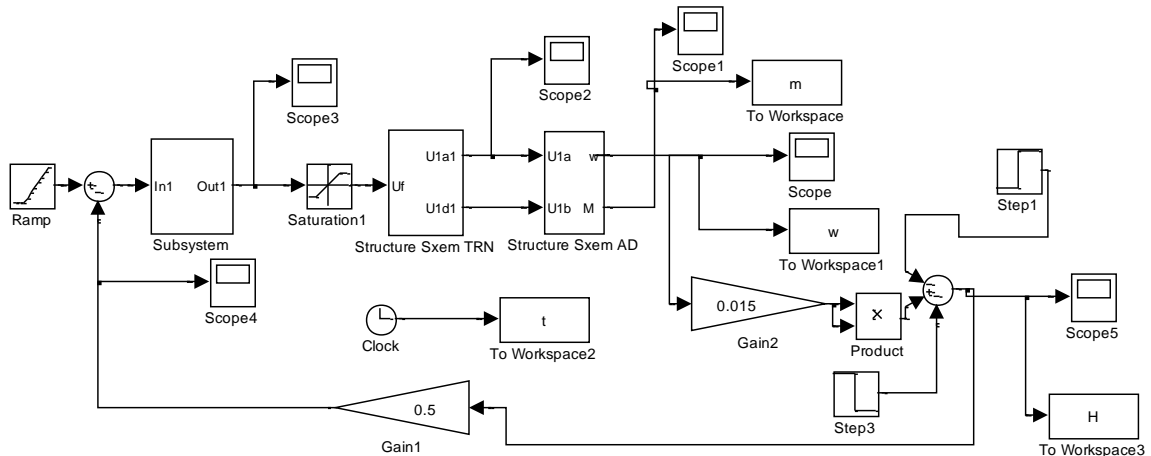 Scope1
m
To Workspace
Scope2
Scope3
Scope
Step1
Ramp
In1
Out1
Subsystem
Saturation1
Uf
U1a1
U1d1
Structure Sxem TRN
U1a
w
U1b
M
Structure Sxem AD
w
To Workspace1
Scope4
Clock
t
To Workspace2
0.015
Gain2
x
Product
Scope5
Step3
0.5
Gain1
H
To Workspace3